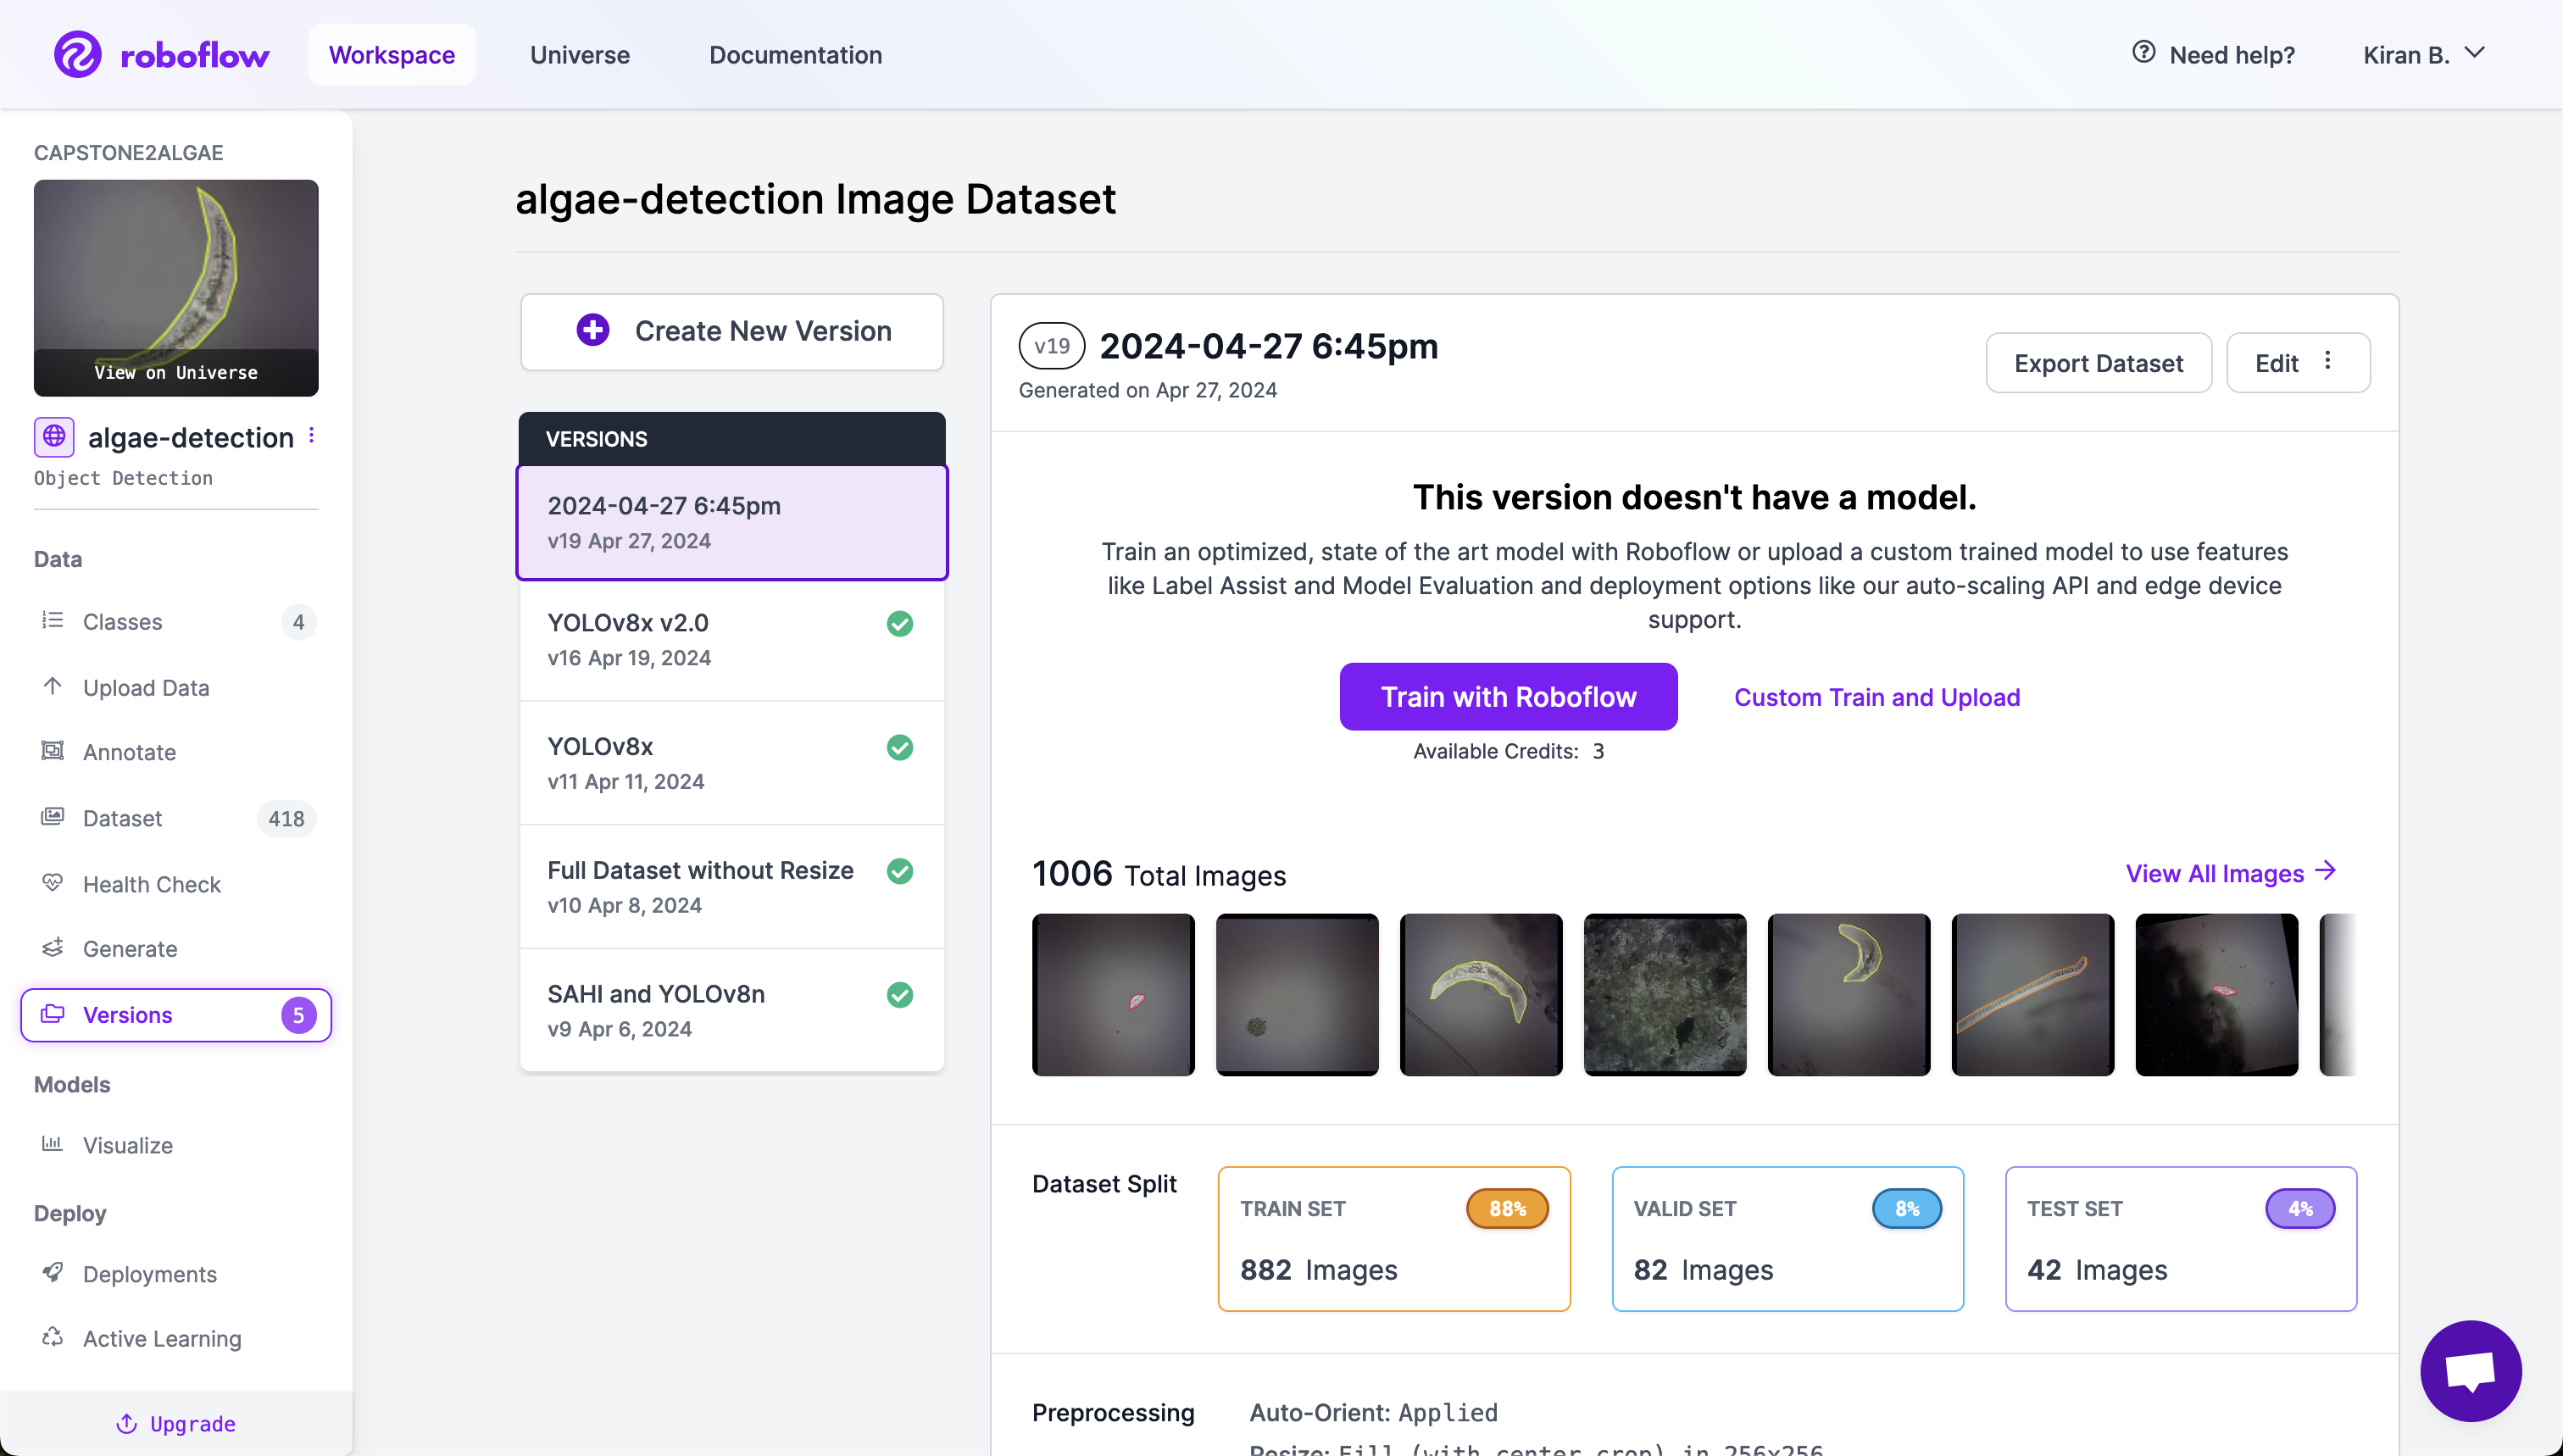 roboflow
Workspace
Universe
Documentation
Need help?
Kiran B.
CAPSTONE2ALGAE
View on Universe
algae-detection
Object Detection
Data
Classes 4
Upload Data
Annotate
Dataset 418
Health Check
Generate
Versions 5
Models
Visualize
Deploy
Deployments
Active Learning
Upgrade
algae-detection Image Dataset
Create New Version
VERSIONS
2024-04-27 6:45pm
v19 Apr 27, 2024
YOLOv8x v2.0
v16 Apr 19, 2024
YOLOv8x
v11 Apr 11, 2024
Full Dataset without Resize
v10 Apr 8, 2024
SAHI and YOLOv8n
v9 Apr 6, 2024
v19 2024-04-27 6:45pm
Generated on Apr 27, 2024
Export Dataset
Edit
This version doesn't have a model.
Train an optimized, state of the art model with Roboflow or upload a custom trained model to use features
like Label Assist and Model Evaluation and deployment options like our auto-scaling API and edge device
support.
Train with Roboflow
Custom Train and Upload
Available Credits: 3
1006 Total Images
View All Images
Dataset Split
TRAIN SET 88%
882 Images
VALID SET 8%
82 Images
TEST SET 4%
42 Images
Preprocessing
Auto-Orient: Applied
Resize: Fill (with center crop) in 256x256